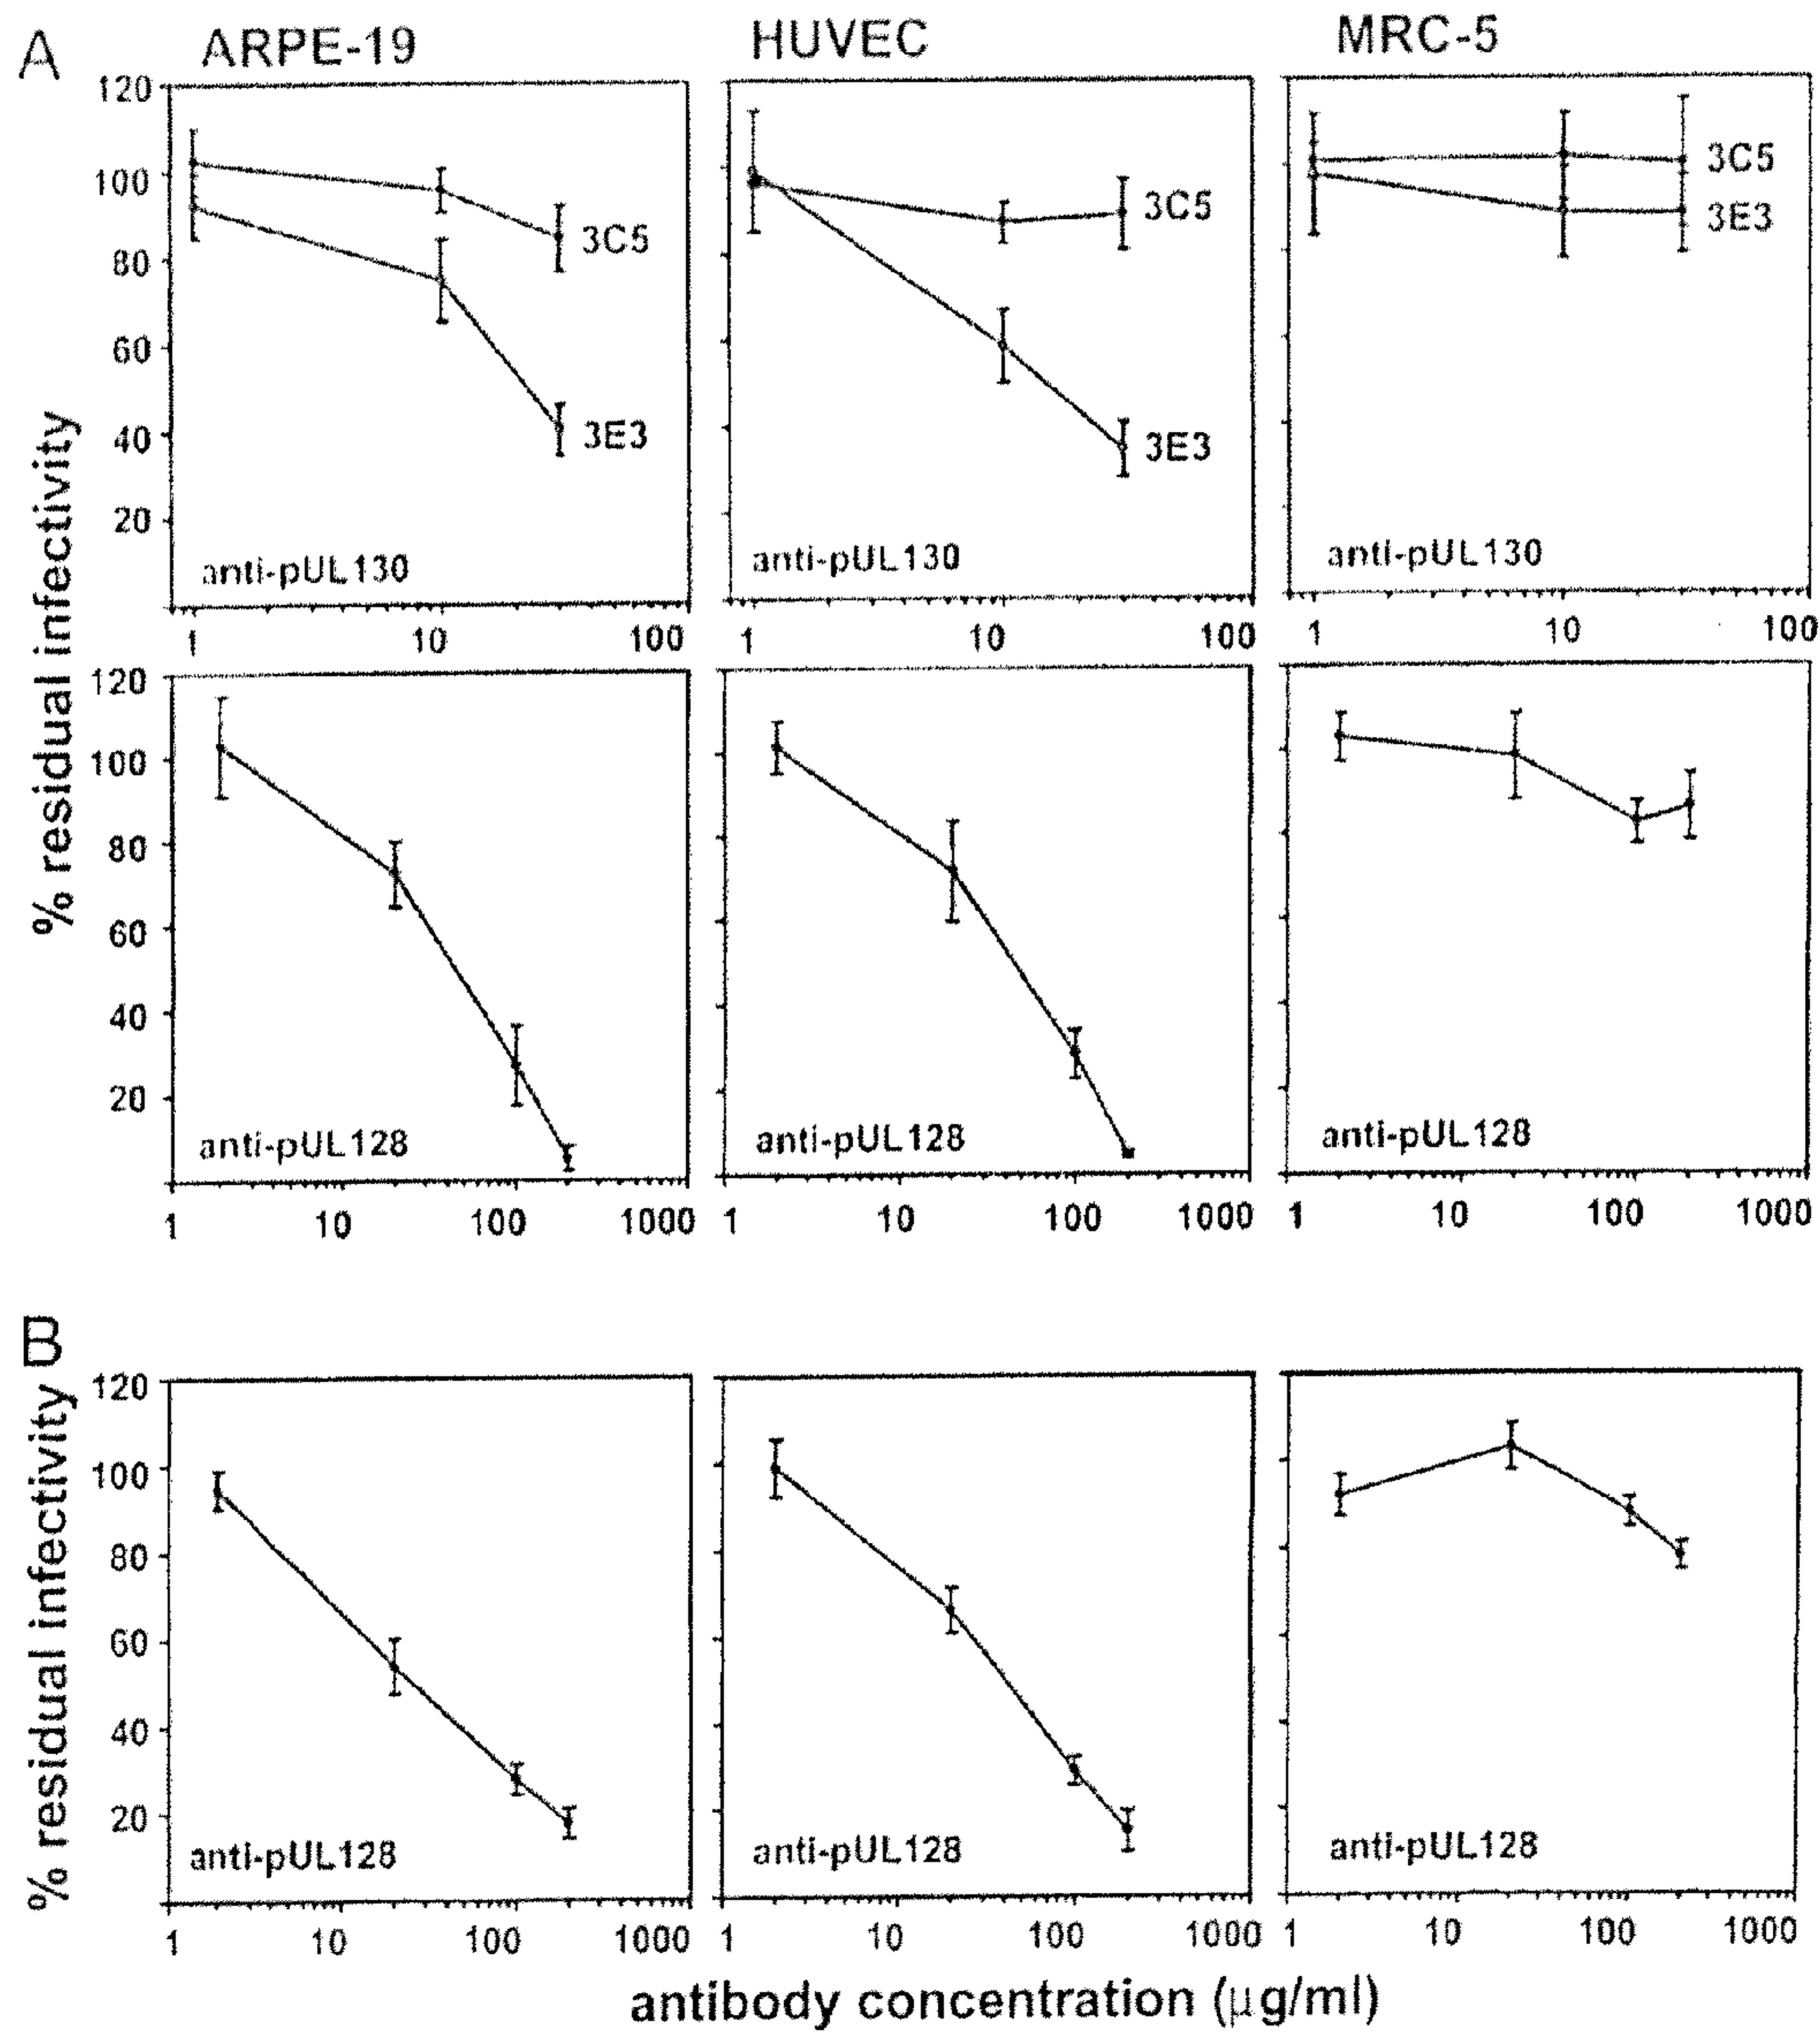 A
ARPE-19 HUVEC MRC-5
% residual infectivity
120
100
80
60
40
20
3C5
3E3
anti-pUL130
1 10 100
3C5
3E3
anti-pUL130
1 10 100
3C5
3E3
anti-pUL130
1 10 100
120
100
80
60
40
20
anti-pUL128
1 10 100 1000
anti-pUL128
1 10 100 1000
anti-pUL128
1 10 100 1000
B
% residual infectivity
120
100
80
60
40
20
anti-pUL128
1 10 100 1000
anti-pUL128
1 10 100 1000
anti-pUL128
1 10 100 1000
antibody concentration (μg/ml)